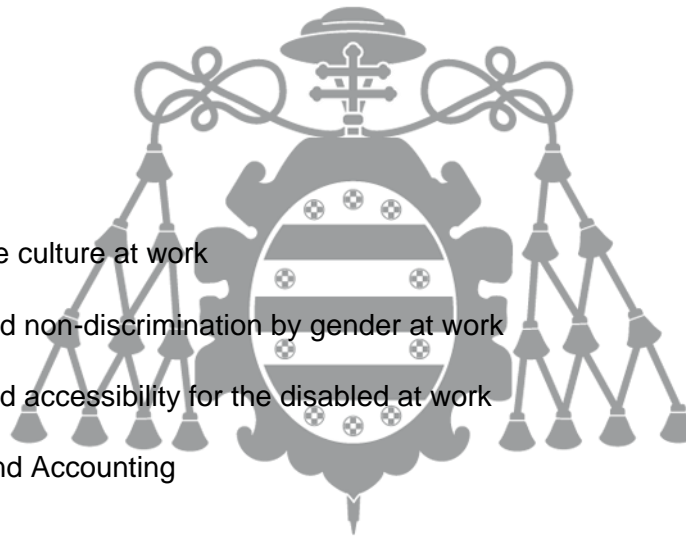 e culture at work
d non-discrimination by gender at work
d accessibility for the disabled at work
nd Accounting